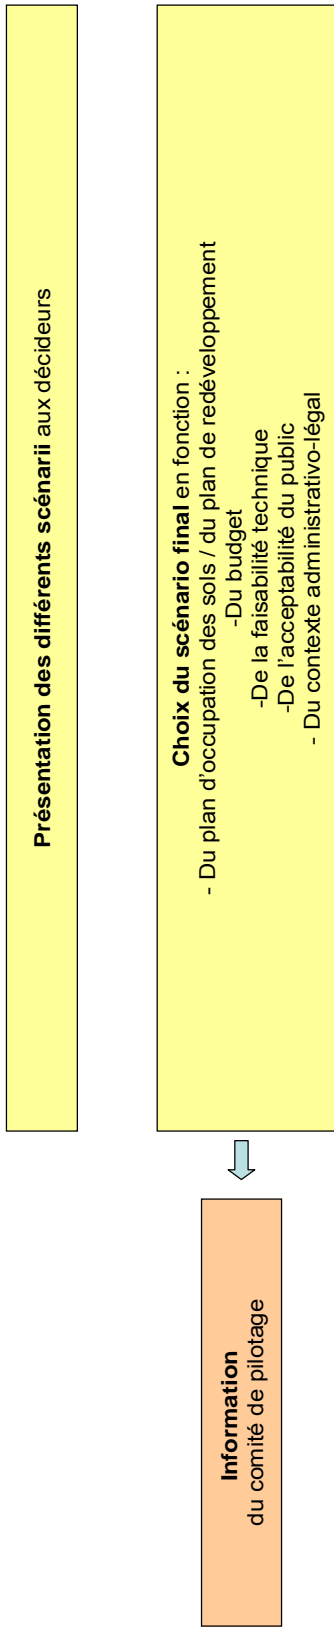 Présentation des différents scénarii aux décideurs
Choix du scénario final en fonction :
- Du plan d'occupation des sols / du plan de redéveloppement
-Du budget
-De la faisabilité technique
-De l'acceptabilité du public
- Du contexte administrativo-légal
Information
du comité de pilotage